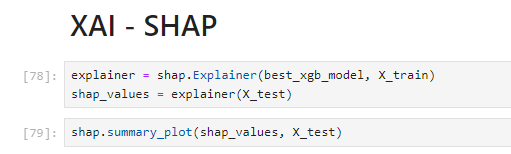 XAI - SHAP
[78]: explainer = shap.Explainer(best_xgb_model, X_train)
shap_values = explainer(X_test)
[79]: shap.summary_plot(shap_values, X_test)